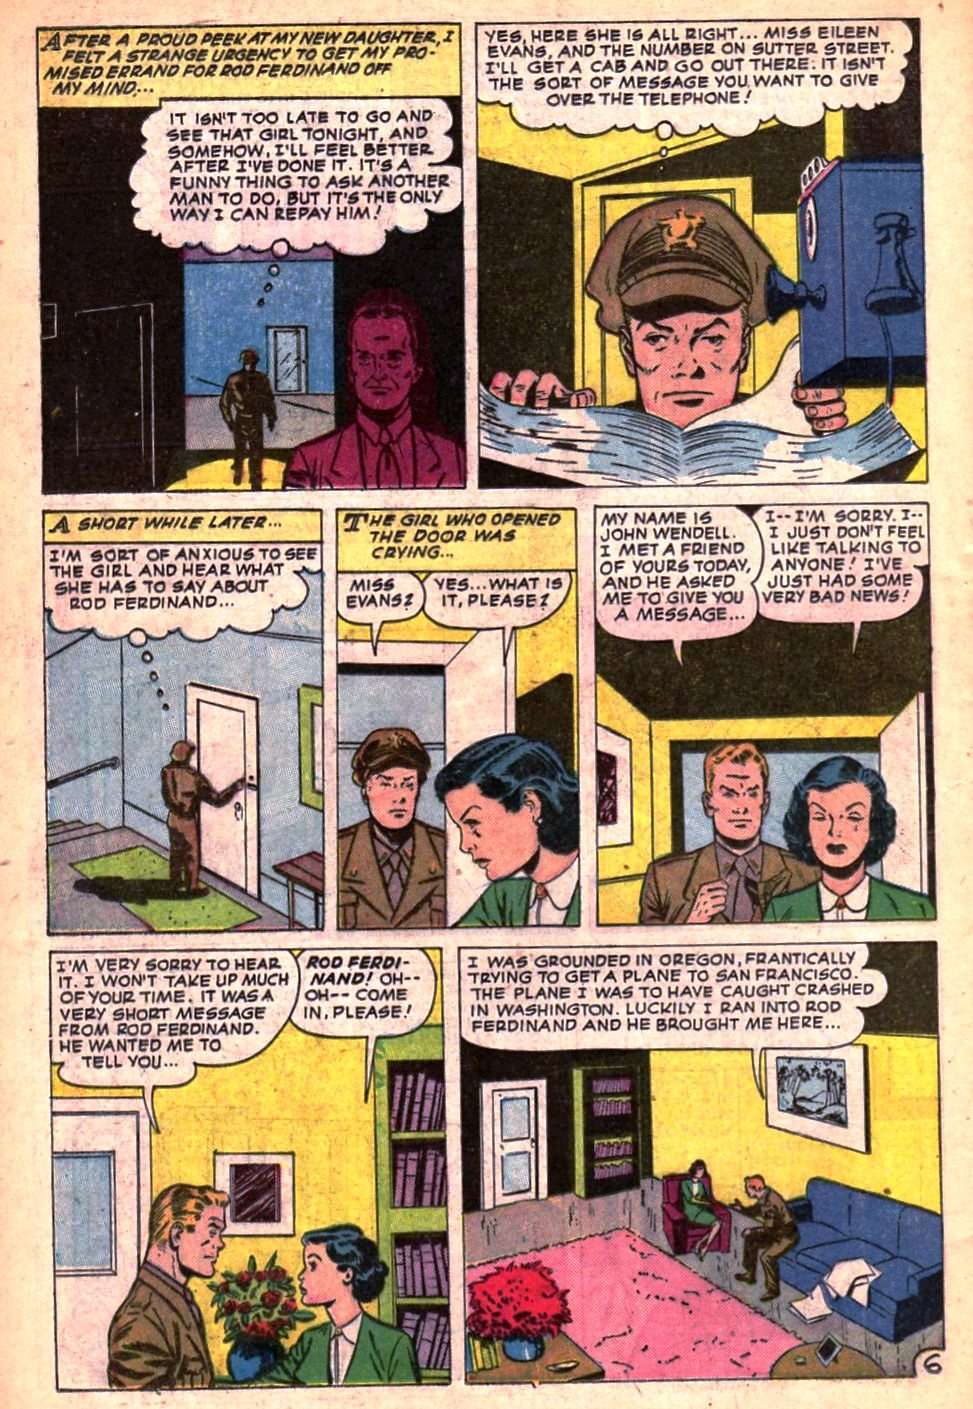 AFTER A PROUD PEEK AT MY NEW DAUGHTER, I
FELT A STRANGE URGENCY TO GET MY PRO-
MISED ERRAND FOR ROD FERDINAND OFF
MY MIND...
IT ISN'T TOO LATE TO GO AND
SEE THAT GIRL TONIGHT, AND
SOMEHOW, I'LL FEEL BETTER
AFTER I'VE DONE IT. IT'S A
FUNNY THING TO ASK ANOTHER
MAN TO DO, BUT IT'S THE ONLY
WAY I CAN REPAY HIM!
YES, HERE SHE IS ALL RIGHT... MISS EILEEN
EVANS, AND THE NUMBER ON SUTTER STREET.
I'LL GET A CAB AND GO OUT THERE. IT ISN'T
THE SORT OF MESSAGE YOU WANT TO GIVE
OVER THE TELEPHONE!
A SHORT WHILE LATER...
I'M SORT OF ANXIOUS TO SEE
THE GIRL AND HEAR WHAT
SHE HAS TO SAY ABOUT
ROD FERDINAND...
THE GIRL WHO OPENED
THE DOOR WAS
CRYING...
MISS
EVANS?
YES...WHAT IS
IT, PLEASE?
MY NAME IS
JOHN WENDELL.
I MET A FRIEND
OF YOURS TODAY,
AND HE ASKED
ME TO GIVE YOU
A MESSAGE...
I-- I'M SORRY. I--
I JUST DON'T FEEL
LIKE TALKING TO
ANYONE! I'VE
JUST HAD SOME
VERY BAD NEWS!
I'M VERY SORRY TO HEAR
IT. I WON'T TAKE UP MUCH
OF YOUR TIME. IT WAS A
VERY SHORT MESSAGE
FROM ROD FERDINAND.
HE WANTED ME TO
TELL YOU...
ROD FERDI-
NAND! OH--
OH-- COME
IN, PLEASE!
I WAS GROUNDED IN OREGON, FRANTICALLY
TRYING TO GET A PLANE TO SAN FRANCISCO.
THE PLANE I WAS TO HAVE CAUGHT CRASHED
IN WASHINGTON. LUCKILY I RAN INTO ROD
FERDINAND AND HE BROUGHT ME HERE...
6